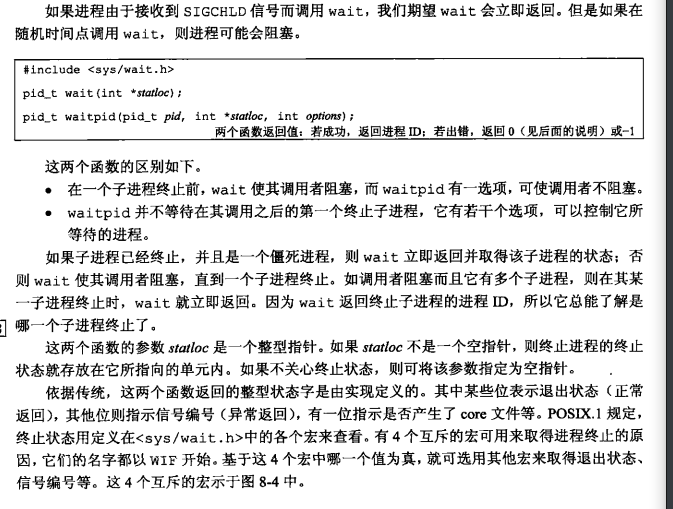 如果进程由于接收到 SIGCHLD 信号而调用 wait，我们期望 wait 会立即返回。但是如果在
随机时间点调用 wait，则进程可能会阻塞。
#include <sys/wait.h>
pid_t wait(int *statloc);
pid_t waitpid(pid_t pid, int *statloc, int options);
两个函数返回值：若成功，返回进程 ID；若出错，返回 0（见后面的说明）或−1
这两个函数的区别如下。
• 在一个子进程终止前，wait 使其调用者阻塞，而 waitpid 有一选项，可使调用者不阻塞。
• waitpid 并不等待在其调用之后的第一个终止子进程，它有若干个选项，可以控制它所
等待的进程。
如果子进程已经终止，并且是一个僵死进程，则 wait 立即返回并取得该子进程的状态；否
则 wait 使其调用者阻塞，直到一个子进程终止。如调用者阻塞而且它有多个子进程，则在其某
一子进程终止时，wait 就立即返回。因为 wait 返回终止子进程的进程 ID，所以它总能了解是
哪一个子进程终止了。
这两个函数的参数 statloc 是一个整型指针。如果 statloc 不是一个空指针，则终止进程的终止
状态就存放在它所指向的单元内。如果不关心终止状态，则可将该参数指定为空指针。
依据传统，这两个函数返回的整型状态字是由实现定义的。其中某些位表示退出状态（正常
返回），其他位则指示信号编号（异常返回），有一位指示是否产生了 core 文件等。POSIX.1 规定，
终止状态用定义在<sys/wait.h>中的各个宏来查看。有 4 个互斥的宏可用来取得进程终止的原
因，它们的名字都以 WIF 开始。基于这 4 个宏中哪一个值为真，就可选用其他宏来取得退出状态、
信号编号等。这 4 个互斥的宏示于图 8-4 中。